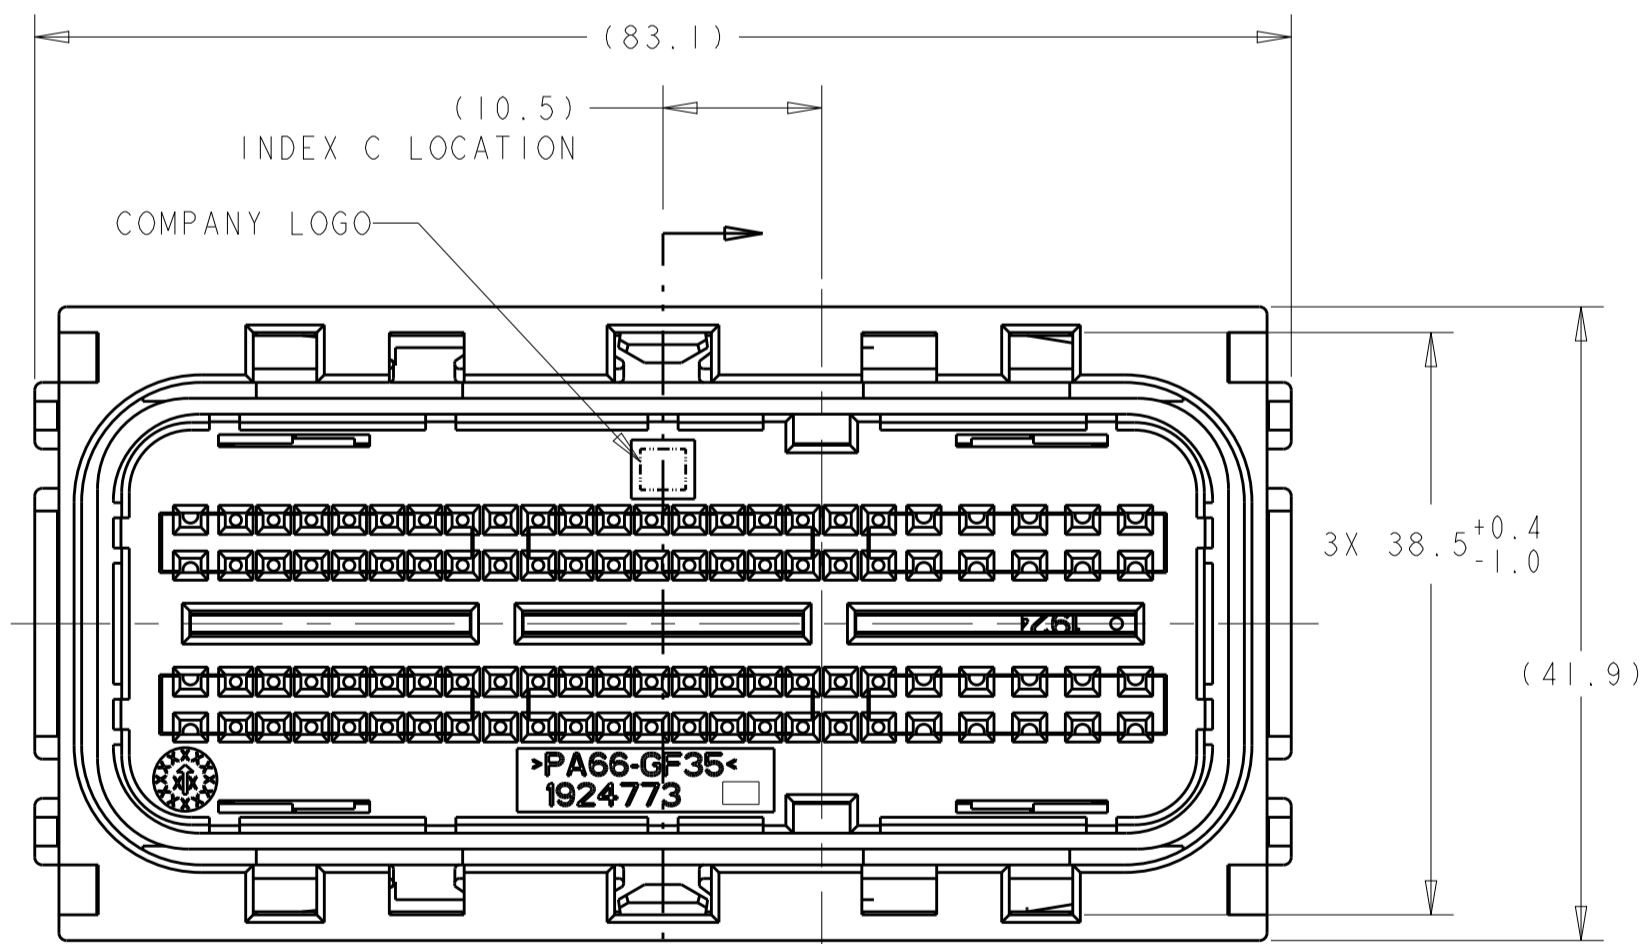 (83.1)
(10.5)
INDEX C LOCATION
COMPANY LOGO
3X 38.5 +0.4
-1.0
(41.9)
>PA66-GF35<
1924773